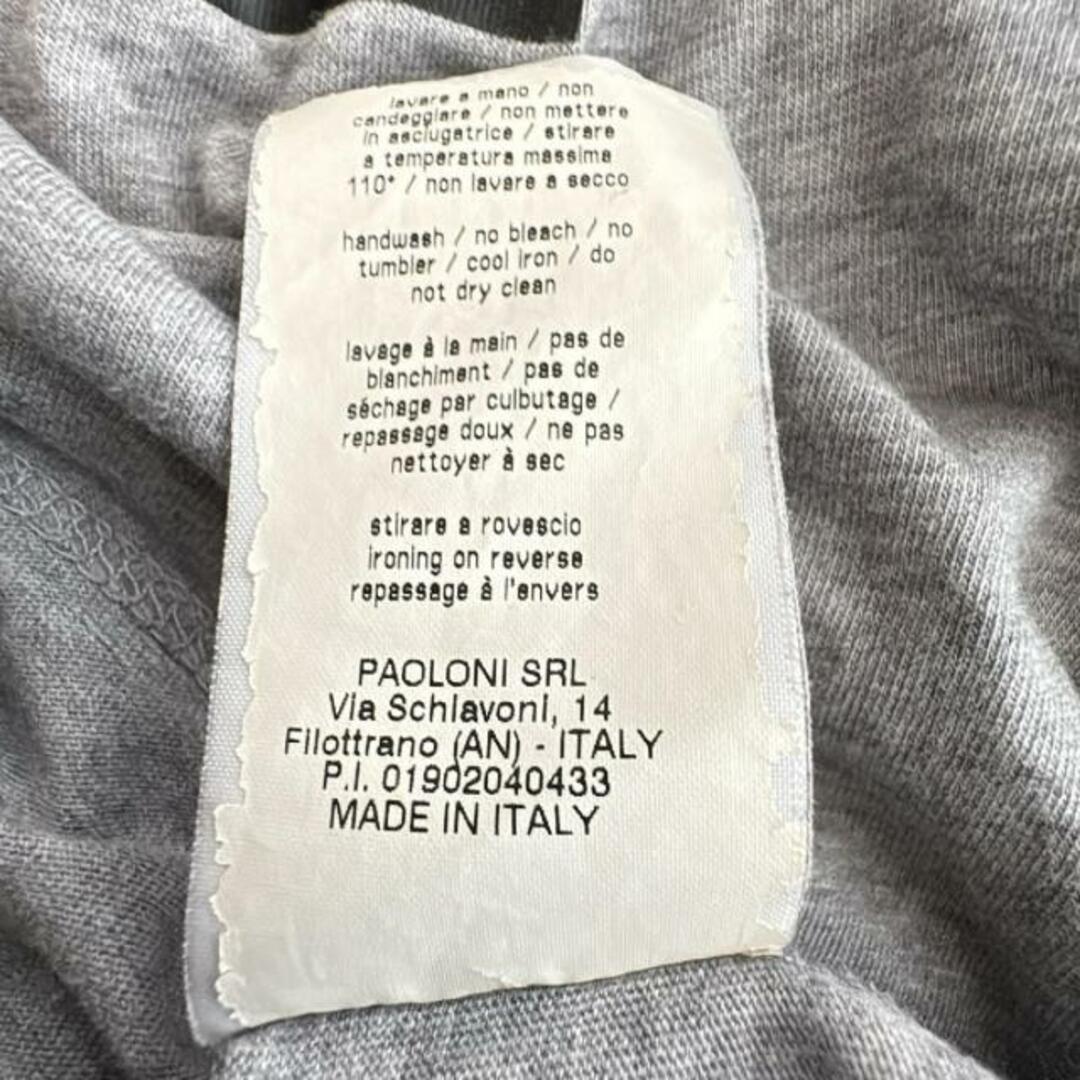 lavare a mano / non
candeggiare / non mettere
in asciugatrice / stirare
a temperatura massima
110° / non lavare a secco
handwash / no bleach / no
tumbler / cool iron / do
not dry clean
lavage à la main / pas de
blanchiment / pas de
séchage par culbutage /
repassage doux / ne pas
nettoyer à sec
stirare a rovescio
ironing on reverse
repassage à l'envers
PAOLONI SRL
Via Schiavoni, 14
Filottrano (AN) - ITALY
P.I. 01902040433
MADE IN ITALY